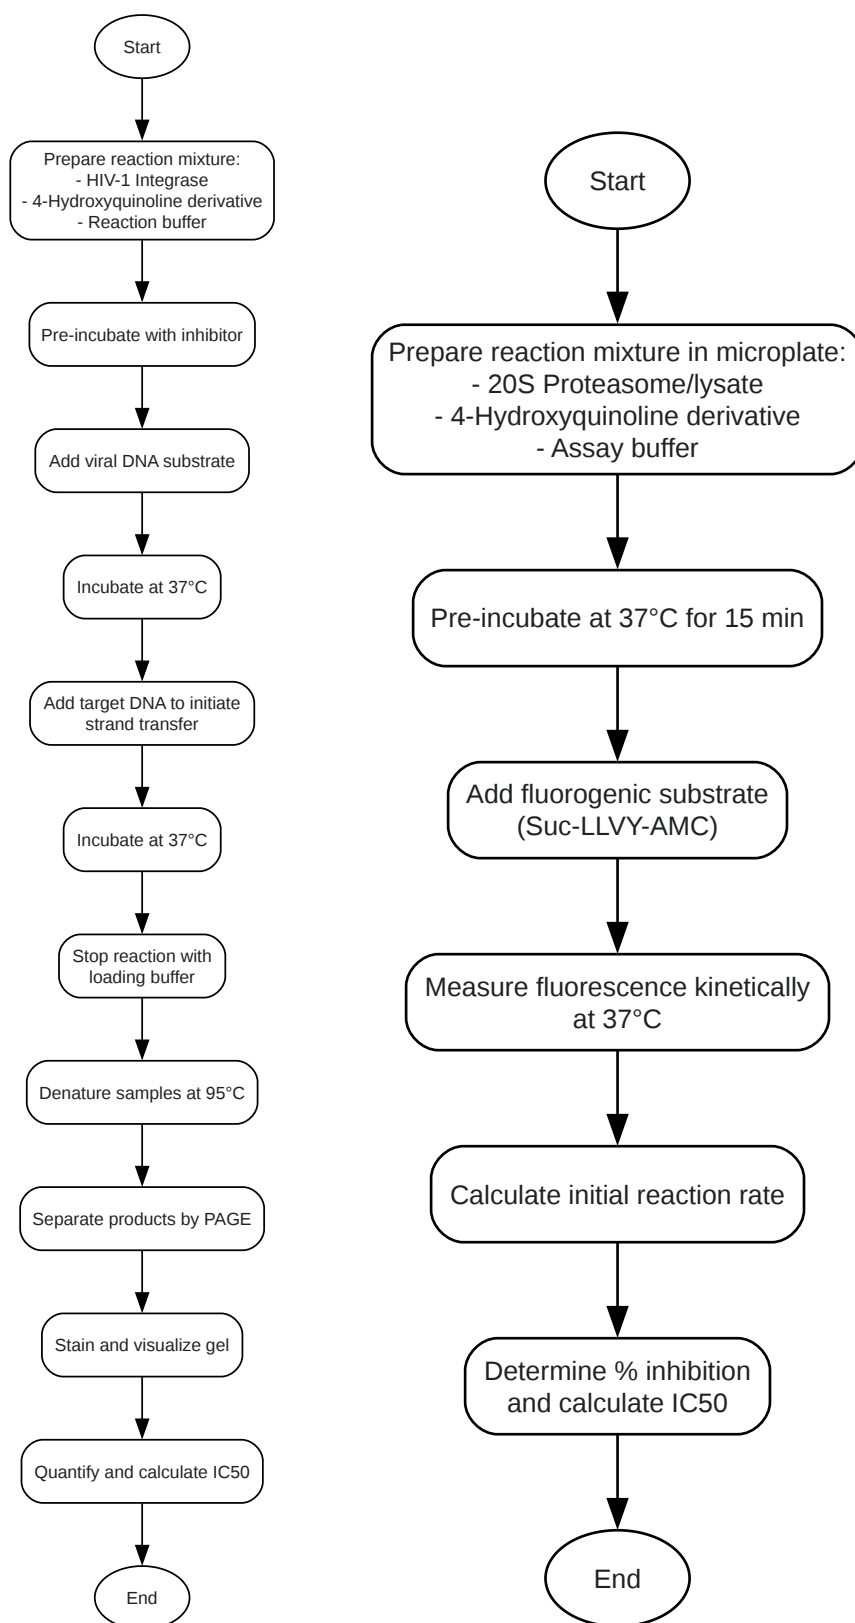 Start
Prepare reaction mixture:
- HIV-1 Integrase
- 4-Hydroxyquinoline derivative
- Reaction buffer
Pre-incubate with inhibitor
Add viral DNA substrate
Incubate at 37°C
Add target DNA to initiate
strand transfer
Incubate at 37°C
Stop reaction with
loading buffer
Denature samples at 95°C
Separate products by PAGE
Stain and visualize gel
Quantify and calculate IC50
End
Start
Prepare reaction mixture in microplate:
- 20S Proteasome/lysate
- 4-Hydroxyquinoline derivative
- Assay buffer
Pre-incubate at 37°C for 15 min
Add fluorogenic substrate
(Suc-LLVY-AMC)
Measure fluorescence kinetically
at 37°C
Calculate initial reaction rate
Determine % inhibition
and calculate IC50
End